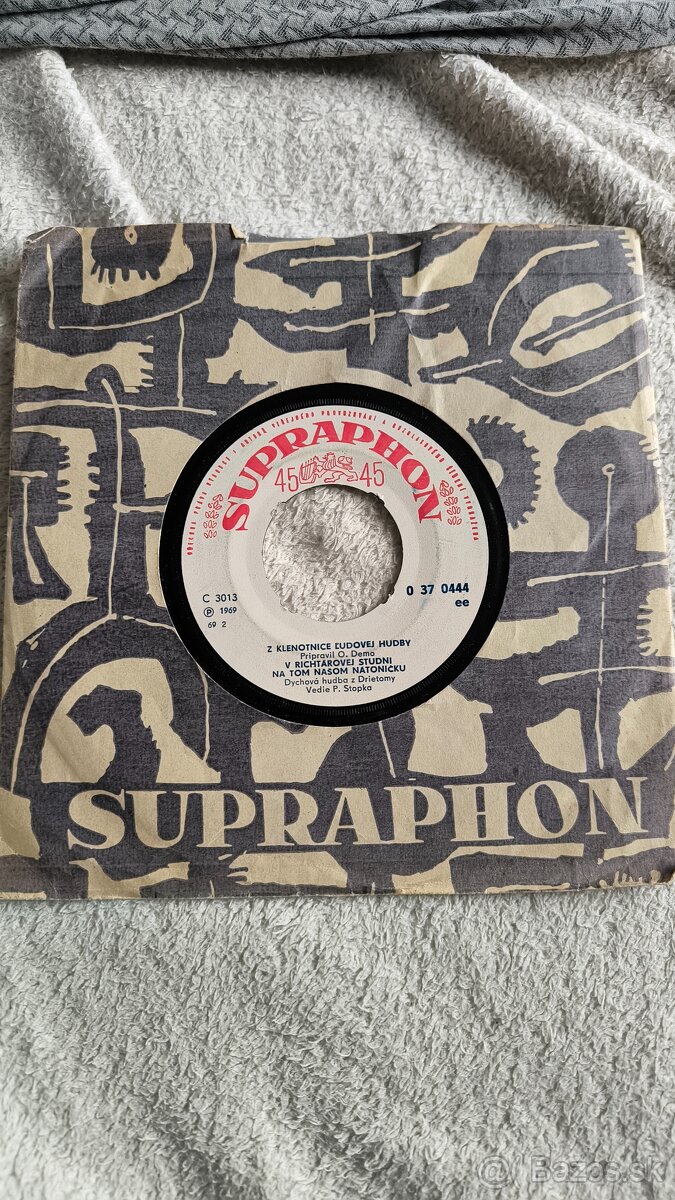 SUPRAPHON
45 45
C 3013
0 37 0444
℗ 1969
ee
69 2
Z KLENOTNICE ĽUDOVEJ HUDBY
Pripravil O. Demo
V RICHTÁROVEJ STUDNI
NA TOM NAŠOM NATONÍČKU
Dychová hudba z Drietomy
Vedie P. Stopka
SUPRAPHON
Bazos.sk